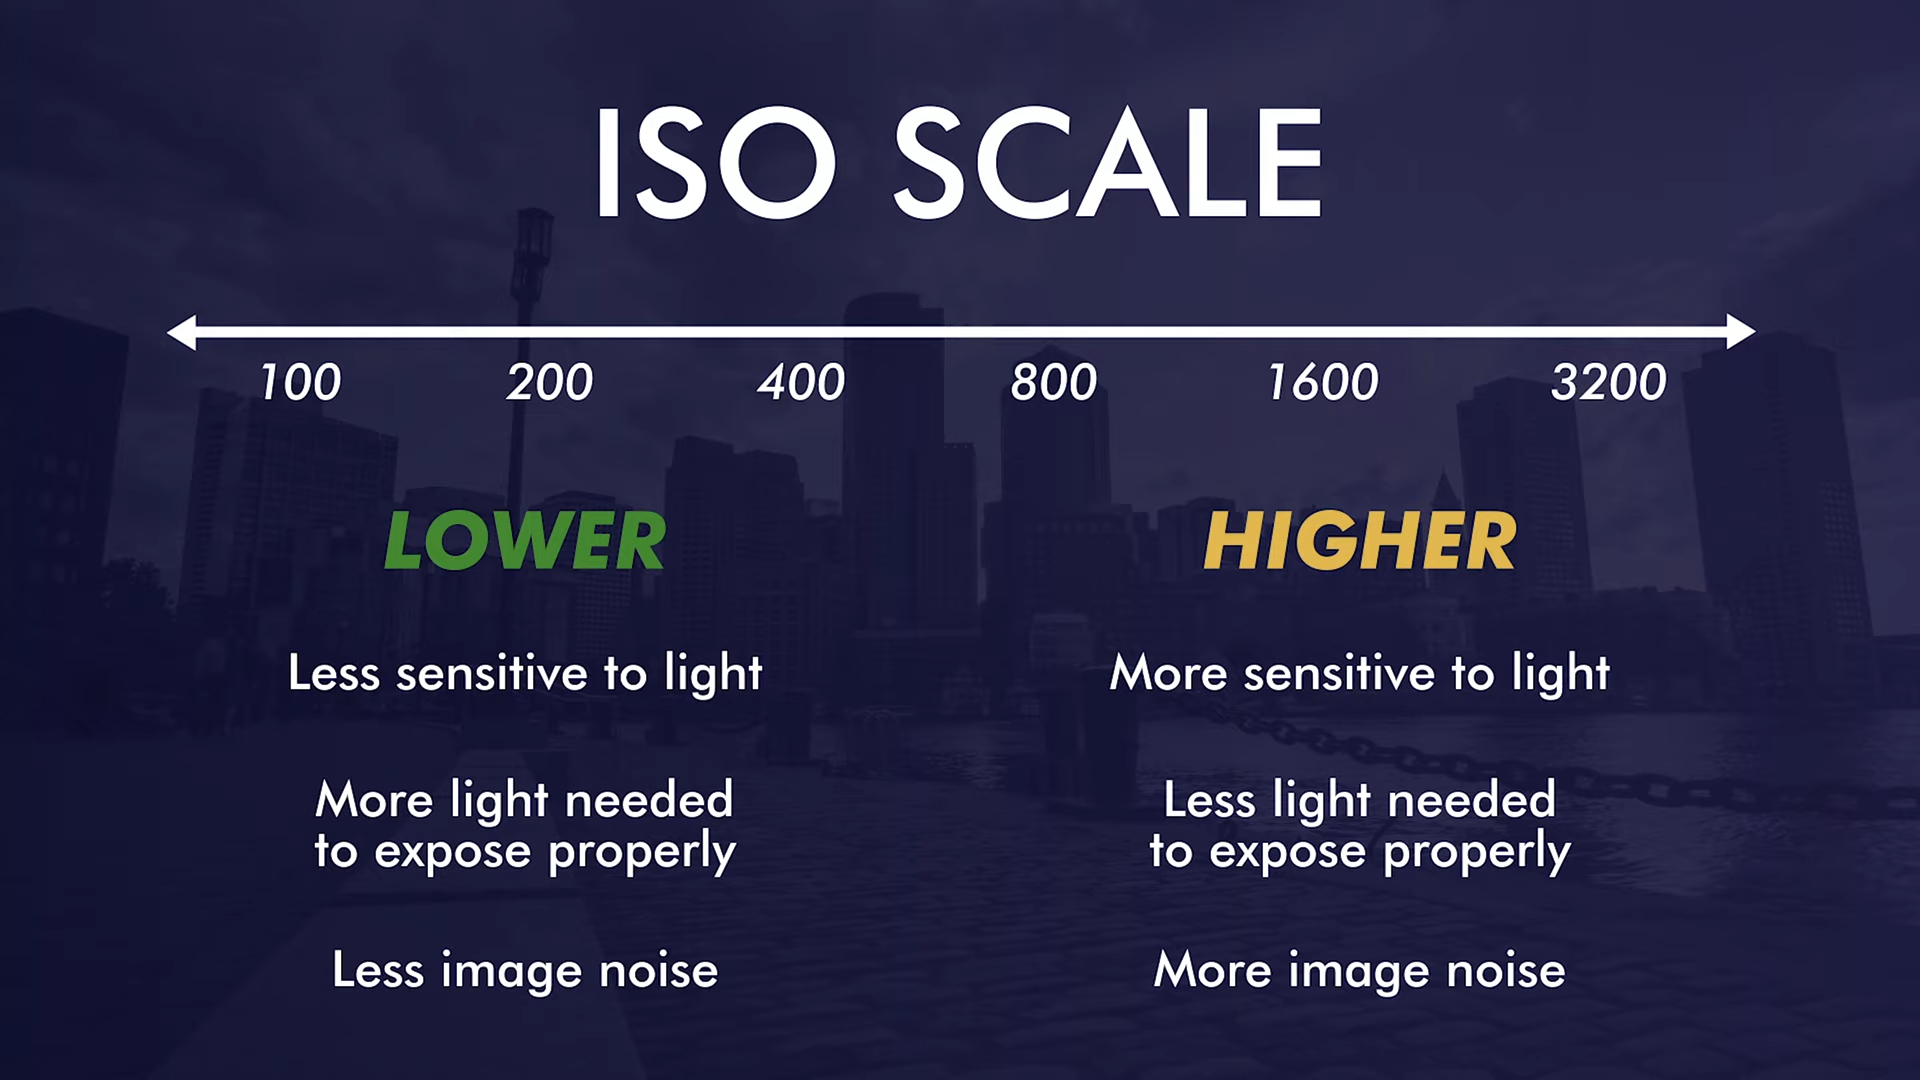 ISO SCALE
100 200 400 800 1600 3200
LOWER
HIGHER
Less sensitive to light
More sensitive to light
More light needed
to expose properly
Less light needed
to expose properly
Less image noise
More image noise